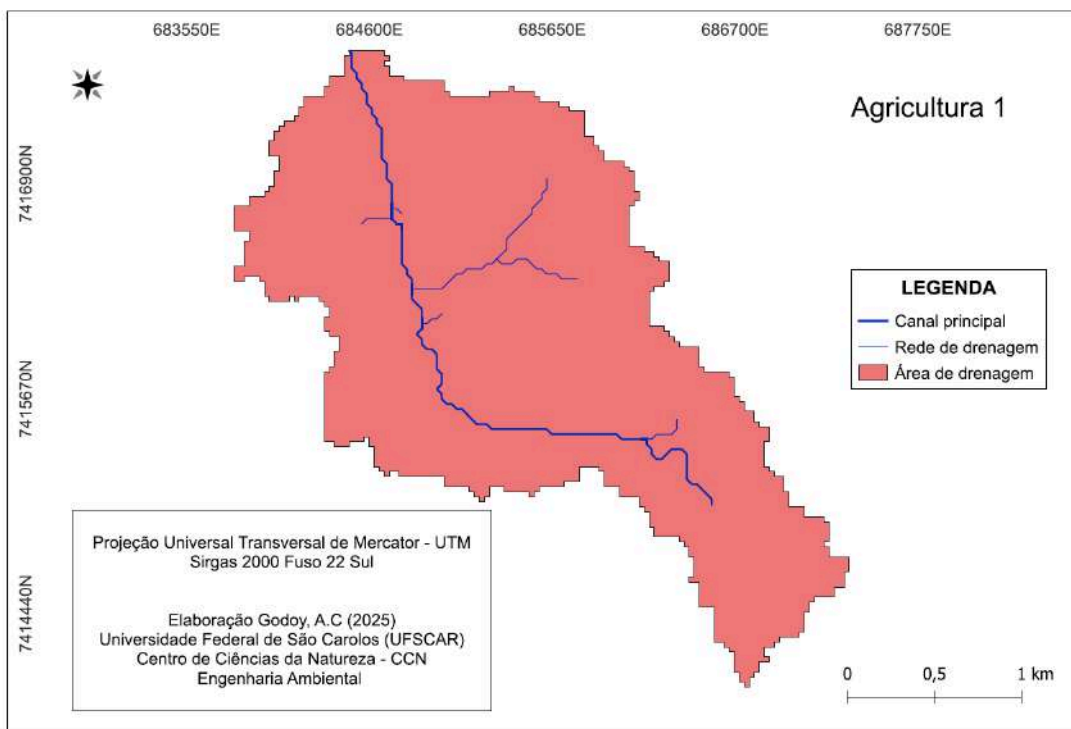 683550E 684600E 685650E 686700E 687750E
Agricultura 1
7416900N
7415670N
7414440N
LEGENDA
Canal principal
Rede de drenagem
Área de drenagem
Projeção Universal Transversal de Mercator - UTM
Sirgas 2000 Fuso 22 Sul
Elaboração Godoy, A.C (2025)
Universidade Federal de São Carolos (UFSCAR)
Centro de Ciências da Natureza - CCN
Engenharia Ambiental
0 0,5 1 km